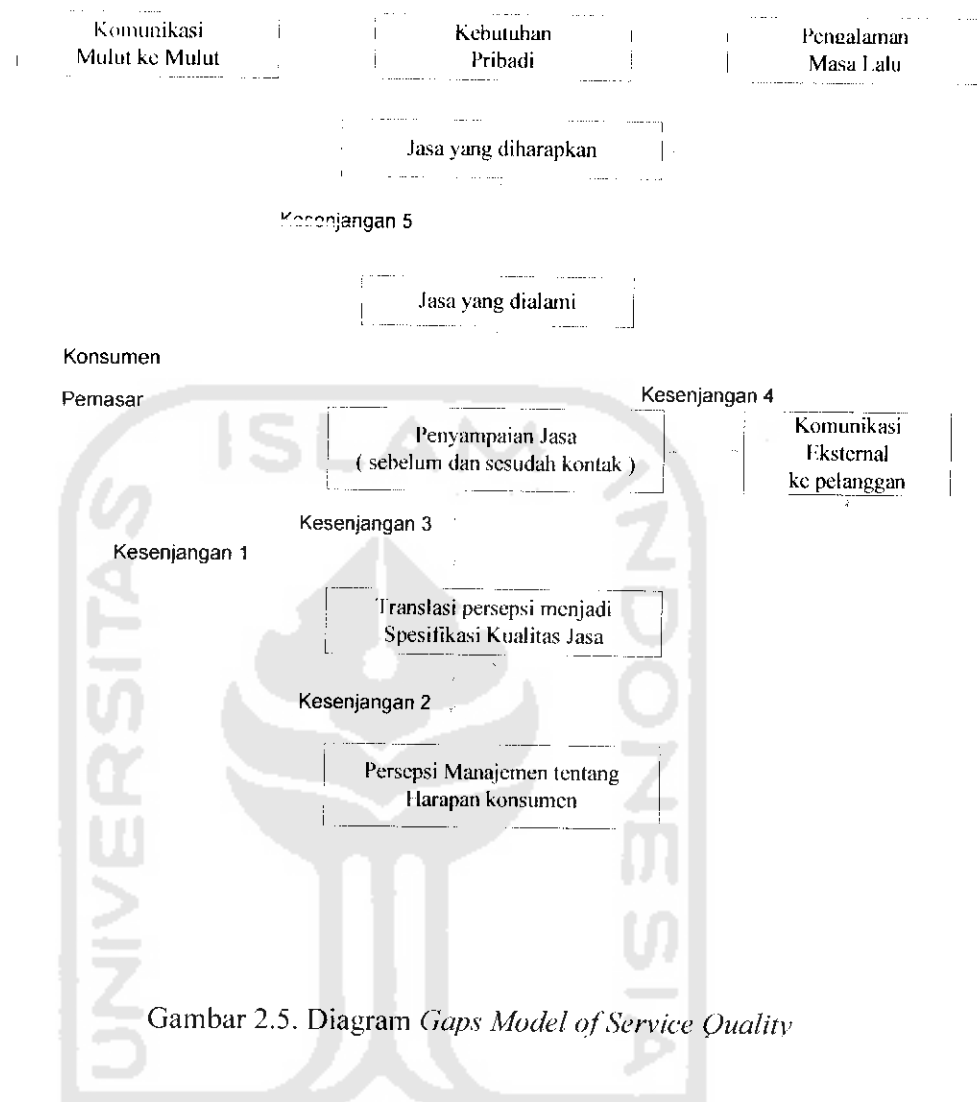 Komunikasi
Mulut ke Mulut
Kebutuhan
Pribadi
Pengalaman
Masa Lalu
Jasa yang diharapkan
Kesenjangan 5
Jasa yang dialami
Konsumen
Pemasar
Kesenjangan 4
Penyampaian Jasa
( sebelum dan sesudah kontak )
Komunikasi
Eksternal
ke pelanggan
Kesenjangan 3
Kesenjangan 1
Translasi persepsi menjadi
Spesifikasi Kualitas Jasa
Kesenjangan 2
Persepsi Manajemen tentang
Harapan konsumen
Gambar 2.5. Diagram Gaps Model of Service Quality
UNIVERSITAS
ISLAM
INDONESIA